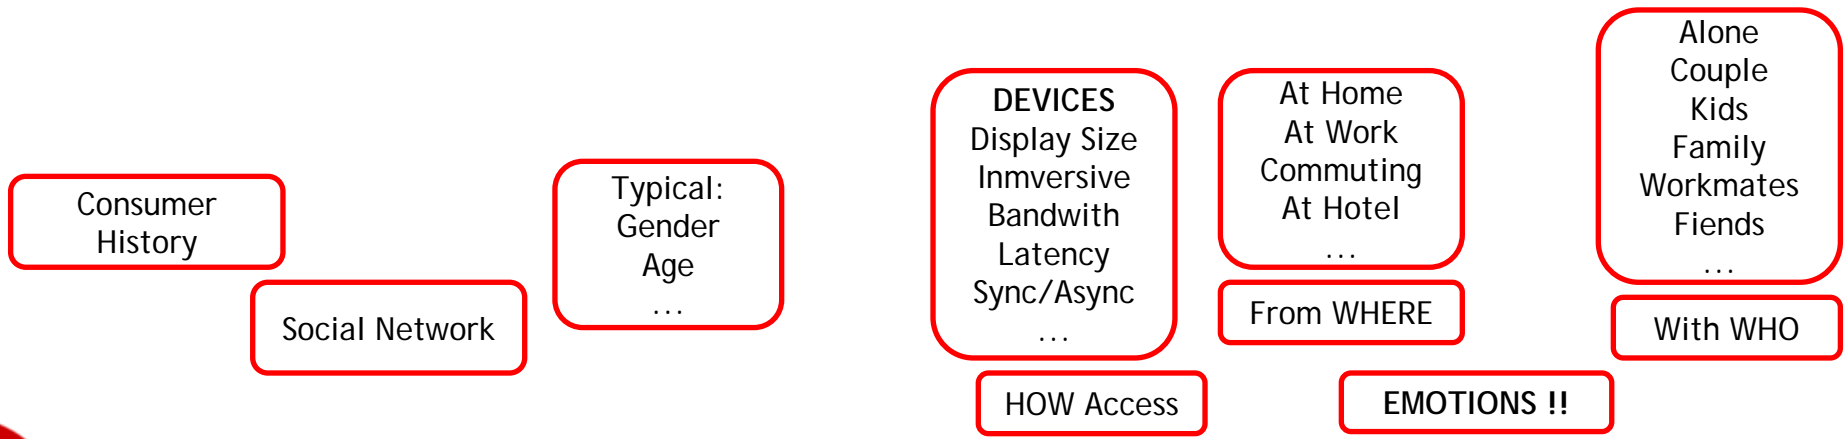 Consumer
History
Social Network
Typical:
Gender
Age
...
DEVICES
Display Size
Inmversive
Bandwith
Latency
Sync/Async
...
HOW Access
At Home
At Work
Commuting
At Hotel
...
From WHERE
EMOTIONS !!
Alone
Couple
Kids
Family
Workmates
Fiends
...
With WHO